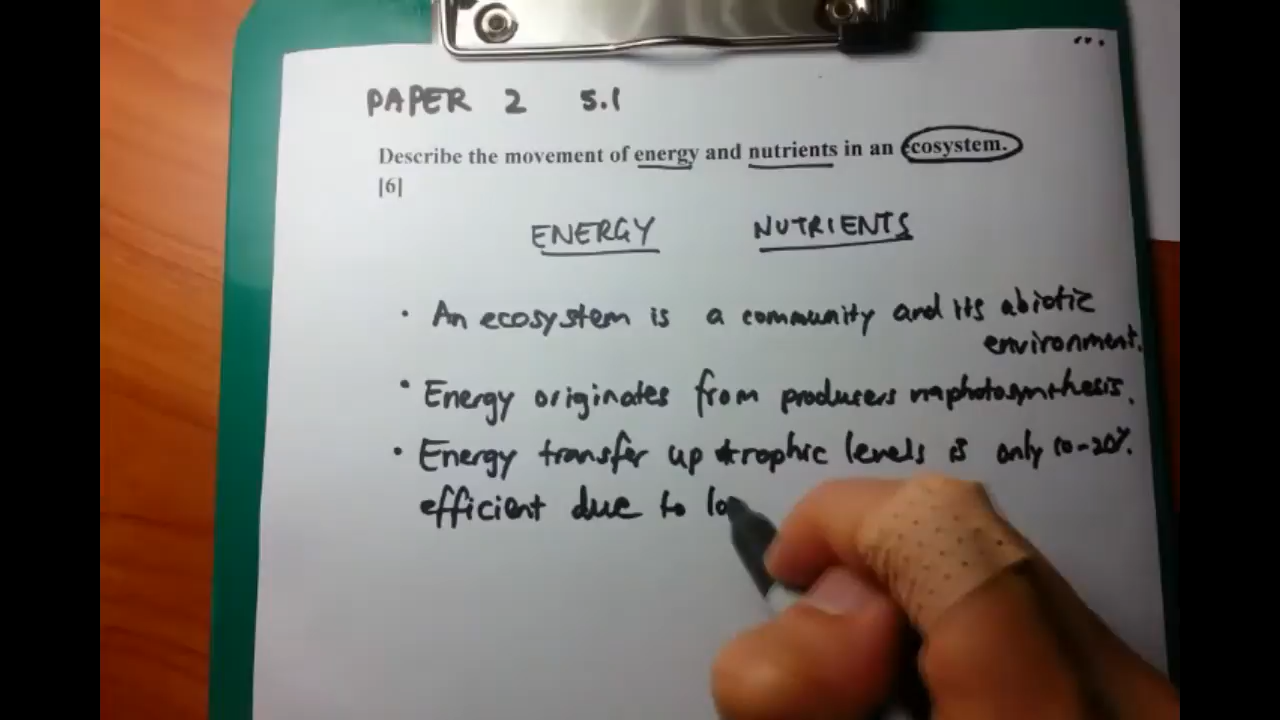 PAPER 2 5.1
Describe the movement of energy and nutrients in an ecosystem.
[6]
ENERGY NUTRIENTS
· An ecosystem is a community and its abiotic
environment.
· Energy originates from producers via photosynthesis.
· Energy transfer up trophic levels is only 10-20%
efficient due to lo